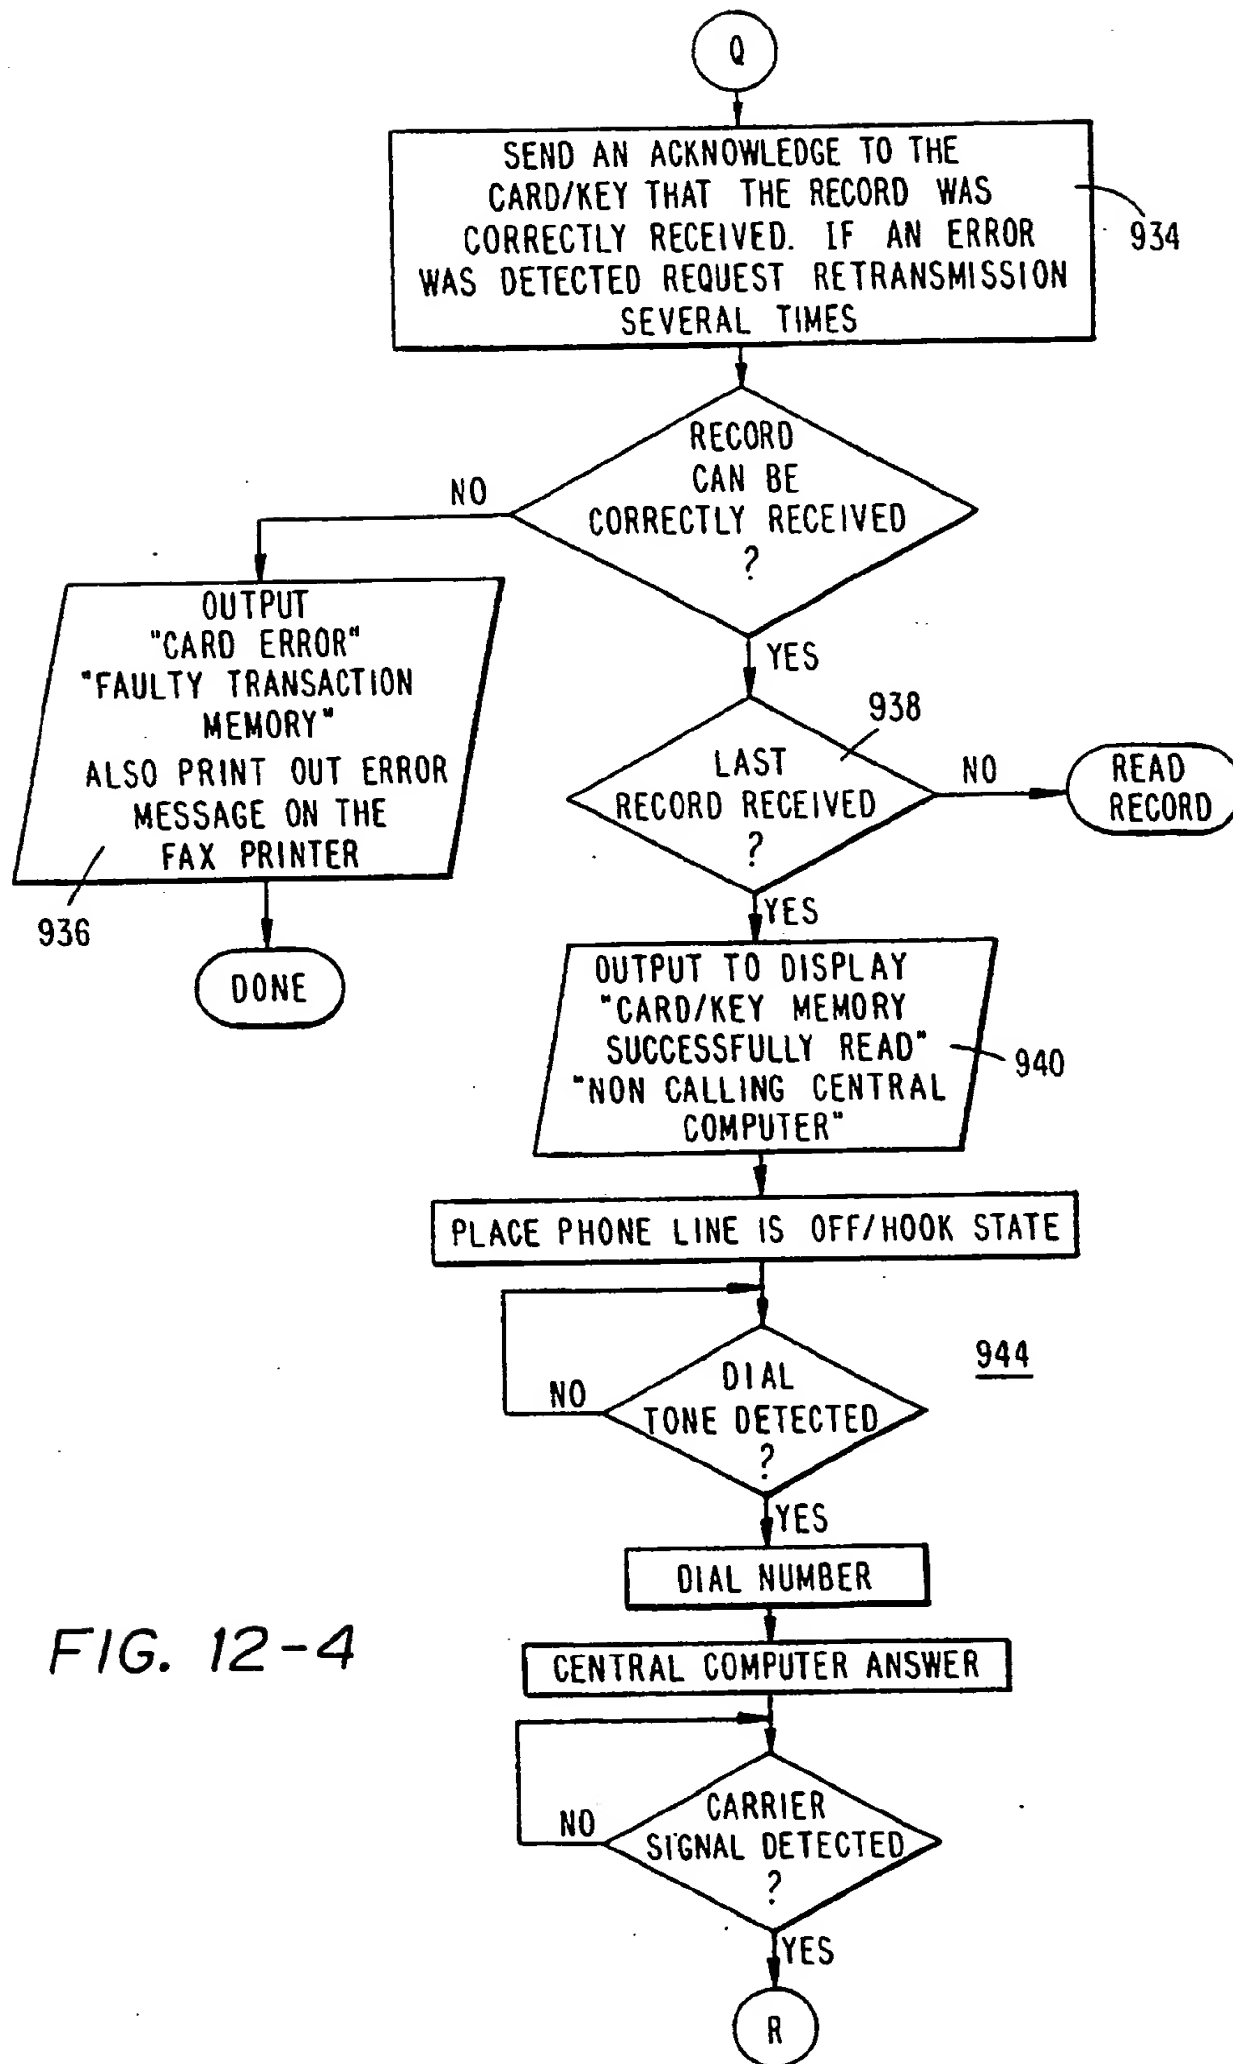 Q
SEND AN ACKNOWLEDGE TO THE
CARD/KEY THAT THE RECORD WAS
CORRECTLY RECEIVED. IF AN ERROR
WAS DETECTED REQUEST RETRANSMISSION
SEVERAL TIMES
934
RECORD
CAN BE
CORRECTLY RECEIVED
?
NO
YES
OUTPUT
"CARD ERROR"
"FAULTY TRANSACTION
MEMORY"
ALSO PRINT OUT ERROR
MESSAGE ON THE
FAX PRINTER
936
DONE
938
LAST
RECORD RECEIVED
?
NO
READ
RECORD
YES
OUTPUT TO DISPLAY
"CARD/KEY MEMORY
SUCCESSFULLY READ"
"NON CALLING CENTRAL
COMPUTER"
940
PLACE PHONE LINE IS OFF/HOOK STATE
944
DIAL
TONE DETECTED
?
NO
YES
DIAL NUMBER
CENTRAL COMPUTER ANSWER
CARRIER
SIGNAL DETECTED
?
NO
YES
R
FIG. 12-4